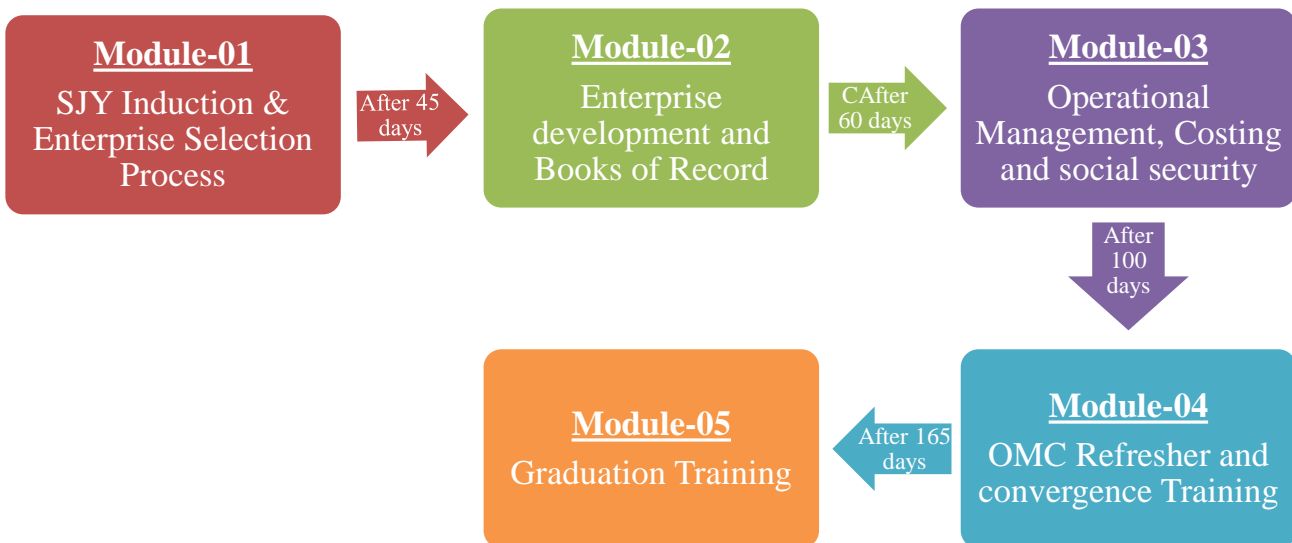 Module-01
SJY Induction &
Enterprise Selection
Process
After 45
days
Module-02
Enterprise
development and
Books of Record
CAfter
60 days
Module-03
Operational
Management, Costing
and social security
After
100
days
Module-04
OMC Refresher and
convergence Training
After 165
days
Module-05
Graduation Training